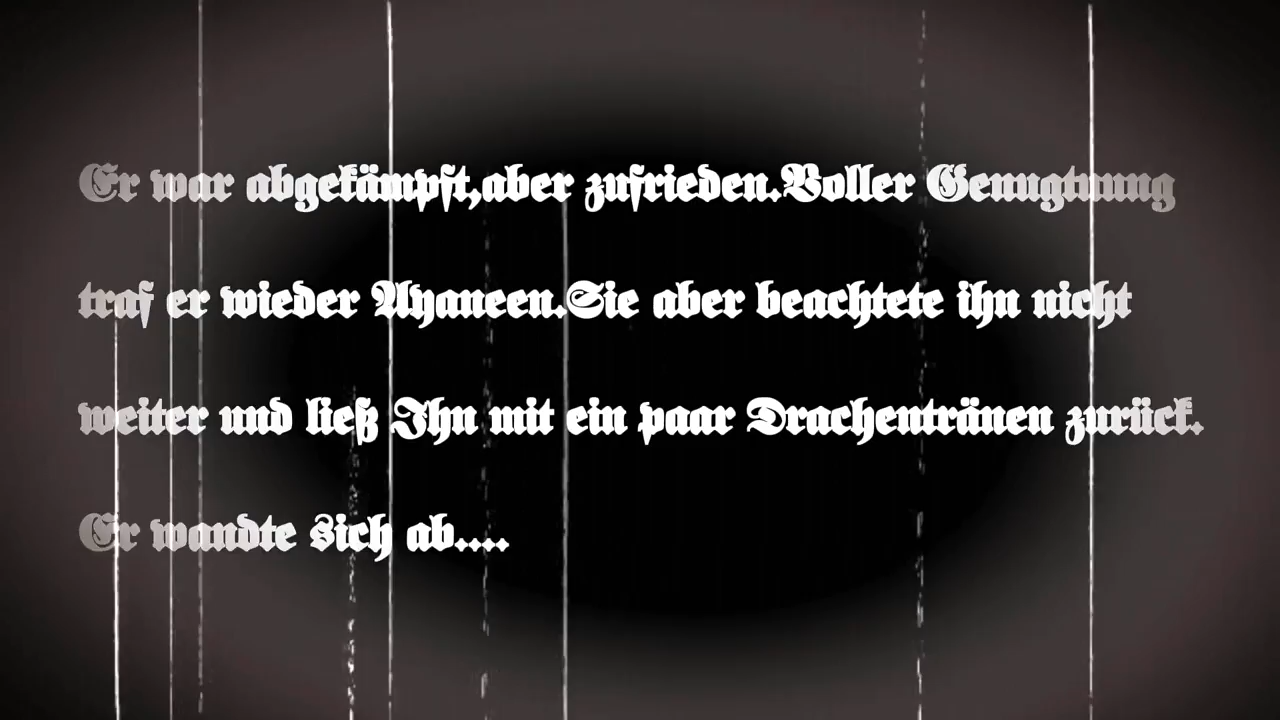 Er war abgekämpft,aber zufrieden.Voller Genugtuung
traf er wieder Ayaneen.Sie aber beachtete ihn nicht
weiter und ließ Ihn mit ein paar Drachentränen zurück.
Er wandte sich ab....